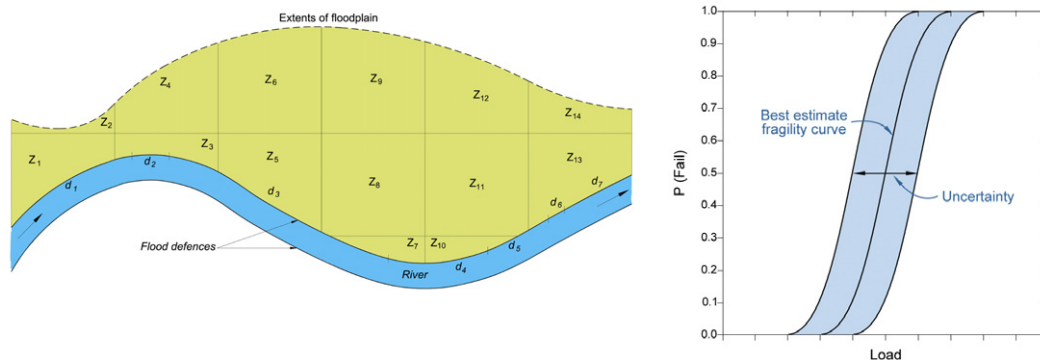 Extents of floodplain
Z4
Z6
Z9
Z12
Z2
Z14
Z1
Z3
Z5
Z13
d2
d1
d3
Z8
Z11
d7
d6
Flood defences
Z7
Z10
d5
River
d4
P (Fail)
1.0
0.9
0.8
0.7
0.6
0.5
0.4
0.3
0.2
0.1
0.0
Best estimate
fragility curve
Uncertainty
Load